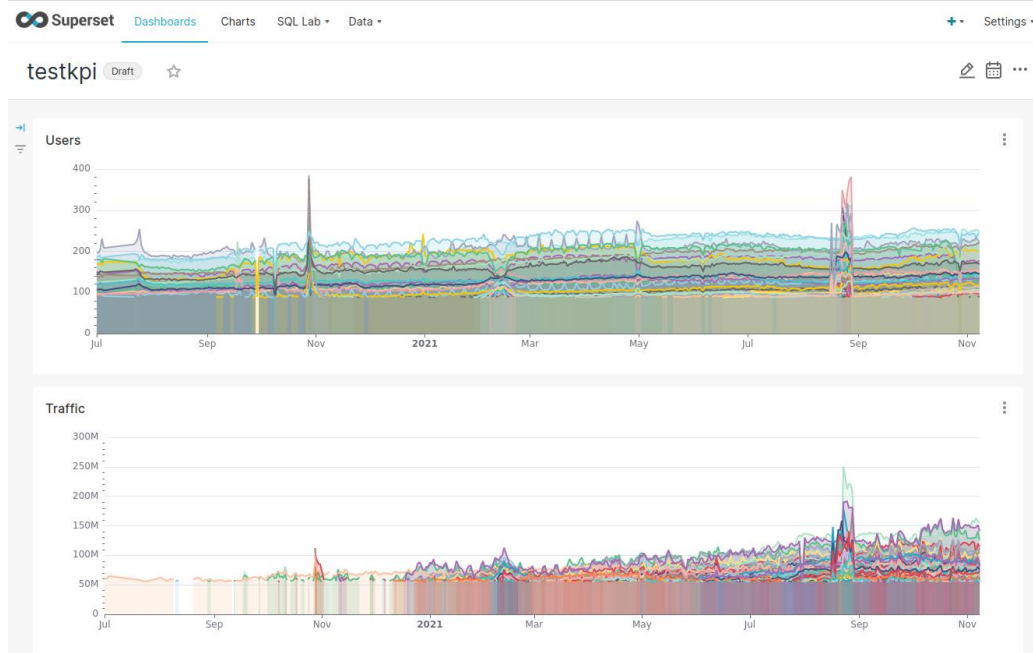 Superset Dashboards Charts SQL Lab Data Settings
testkpi Draft
Users
400
300
200
100
0
Jul Sep Nov 2021 Mar May Jul Sep Nov
Traffic
300M
250M
200M
150M
100M
50M
0
Jul Sep Nov 2021 Mar May Jul Sep Nov